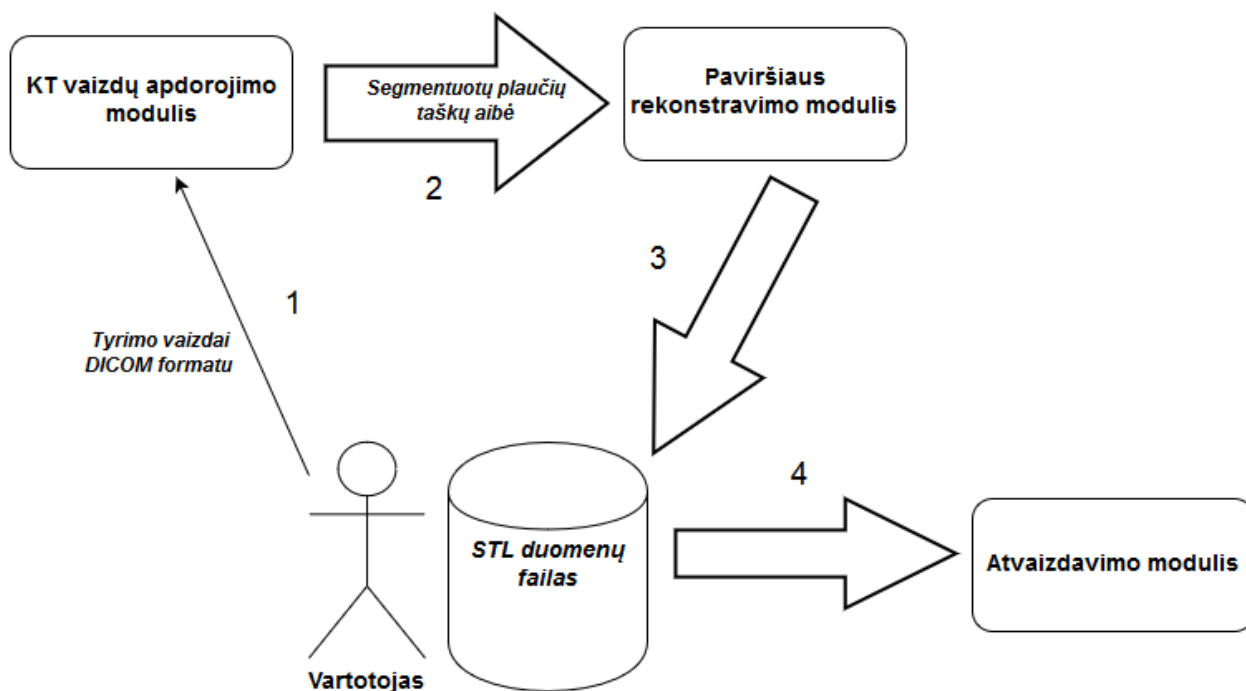 KT vaizdų apdorojimo
modulis
Segmentuotų plaučių
taškų aibė
2
Paviršiaus
rekonstravimo modulis
3
1
Tyrimo vaizdai
DICOM formatu
Vartotojas
STL duomenų
failas
4
Atvaizdavimo modulis